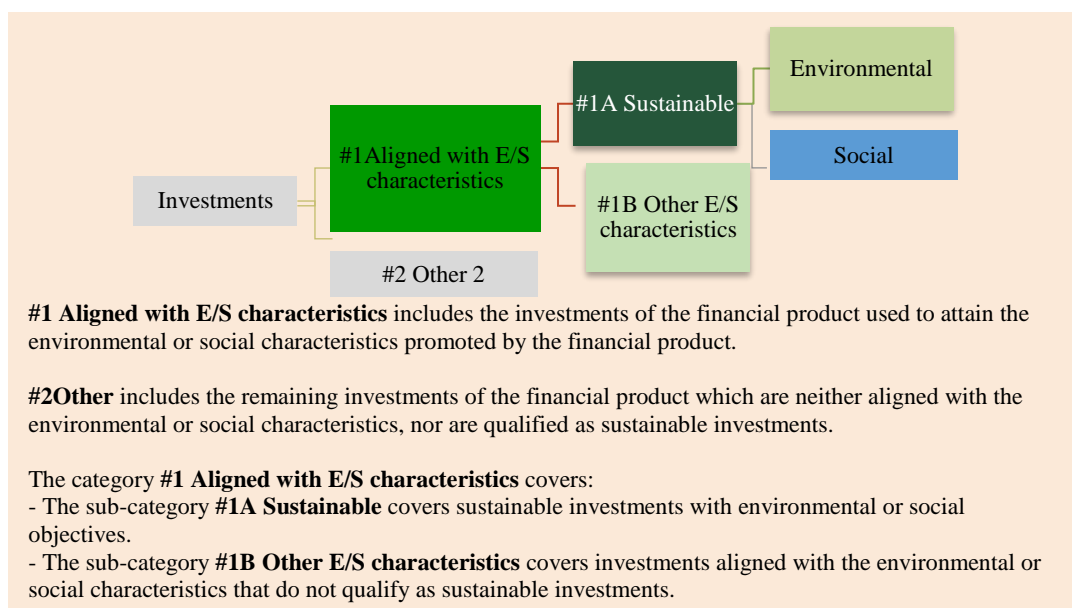 Environmental
#1A Sustainable
#1Aligned with E/S
characteristics
Social
Investments
#1B Other E/S
characteristics
#2 Other 2
#1 Aligned with E/S characteristics includes the investments of the financial product used to attain the
environmental or social characteristics promoted by the financial product.
#2Other includes the remaining investments of the financial product which are neither aligned with the
environmental or social characteristics, nor are qualified as sustainable investments.
The category #1 Aligned with E/S characteristics covers:
- The sub-category #1A Sustainable covers sustainable investments with environmental or social
objectives.
- The sub-category #1B Other E/S characteristics covers investments aligned with the environmental or
social characteristics that do not qualify as sustainable investments.